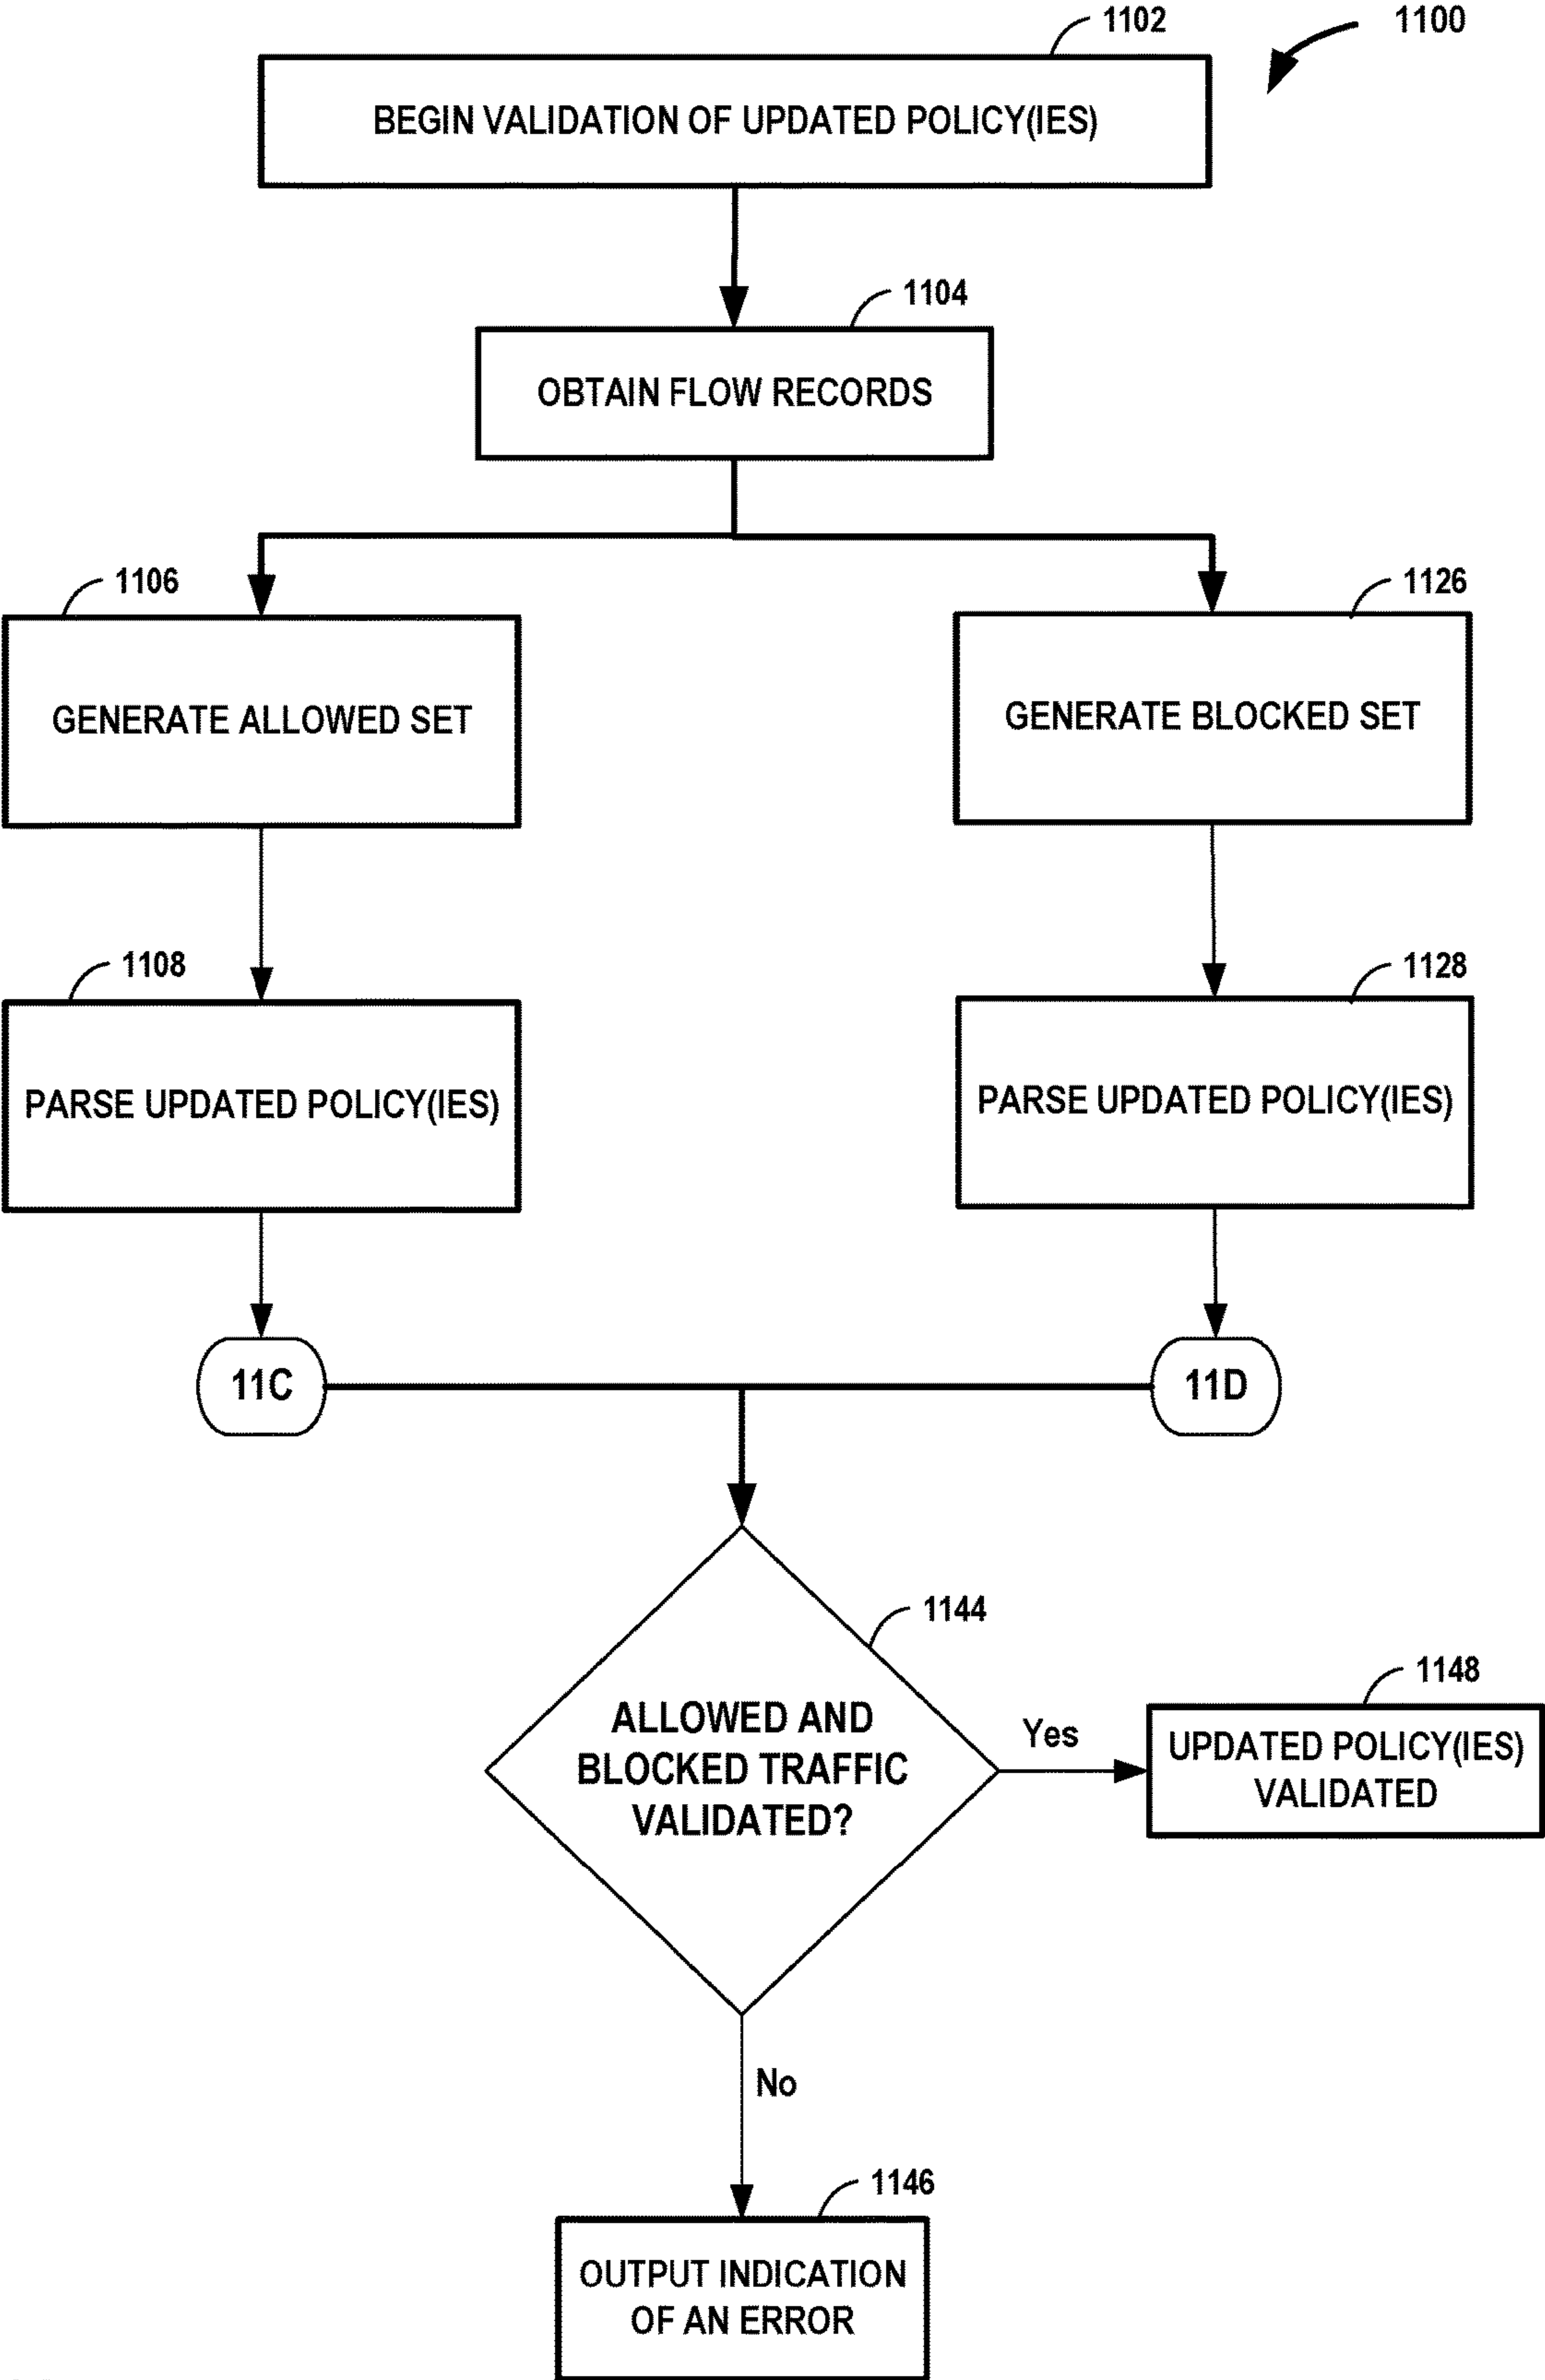 1102
1100
BEGIN VALIDATION OF UPDATED POLICY(IES)
1104
OBTAIN FLOW RECORDS
1106
1126
GENERATE ALLOWED SET
GENERATE BLOCKED SET
1108
1128
PARSE UPDATED POLICY(IES)
PARSE UPDATED POLICY(IES)
11C
11D
1144
ALLOWED AND
BLOCKED TRAFFIC
VALIDATED?
Yes
1148
UPDATED POLICY(IES)
VALIDATED
No
1146
OUTPUT INDICATION
OF AN ERROR